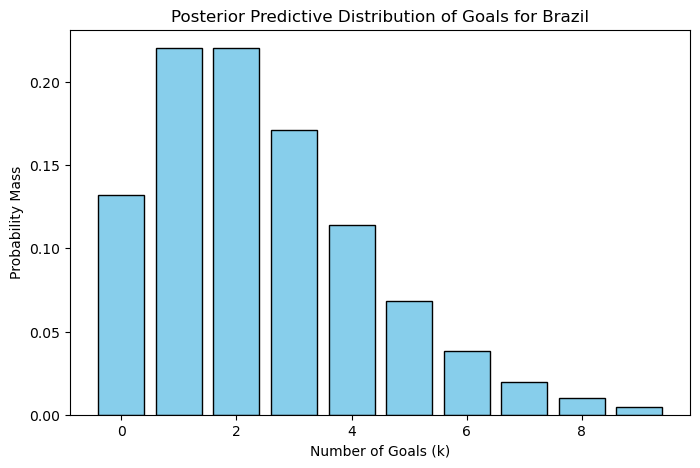 Posterior Predictive Distribution of Goals for Brazil
Probability Mass
0.20
0.15
0.10
0.05
0.00
0 2 4 6 8
Number of Goals (k)